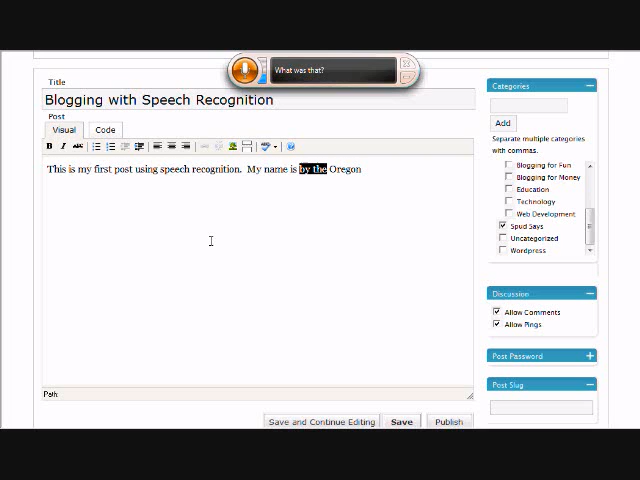 What was that?
Title
Blogging with Speech Recognition
Post
Visual
Code
B I ABC
This is my first post using speech recognition. My name is by the Oregon
Path:
Save and Continue Editing
Save
Publish
Categories
Add
Separate multiple categories
with commas.
Blogging for Fun
Blogging for Money
Education
Technology
Web Development
Spud Says
Uncategorized
Wordpress
Discussion
Allow Comments
Allow Pings
Post Password
Post Slug